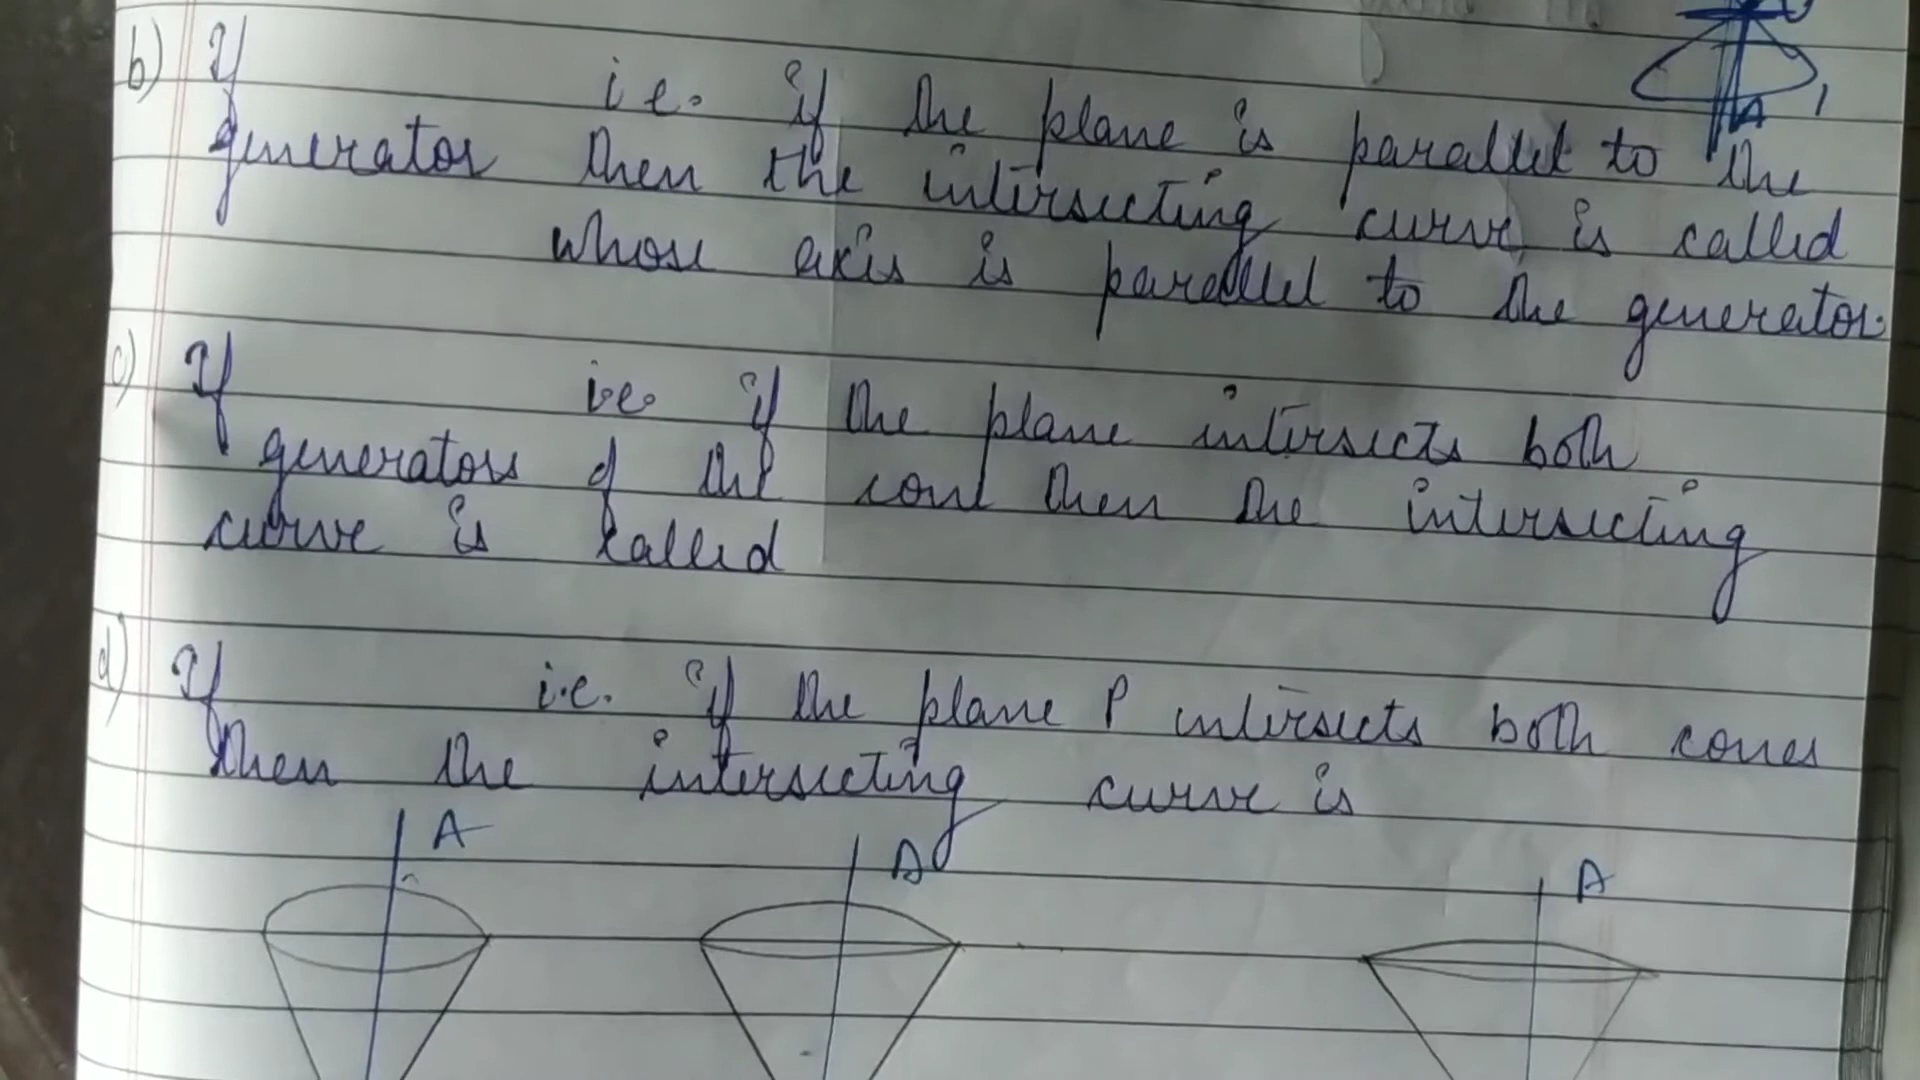 b) If i.e. if the plane is parallel to the
generator then the intersecting curve is called
whose axis is parallel to the generator.
c) If i.e. if the plane intersects both
generators of the cone then the intersecting
curve is called
d) If i.e. if the plane P intersects both cones
then the intersecting curve is
A A A
A